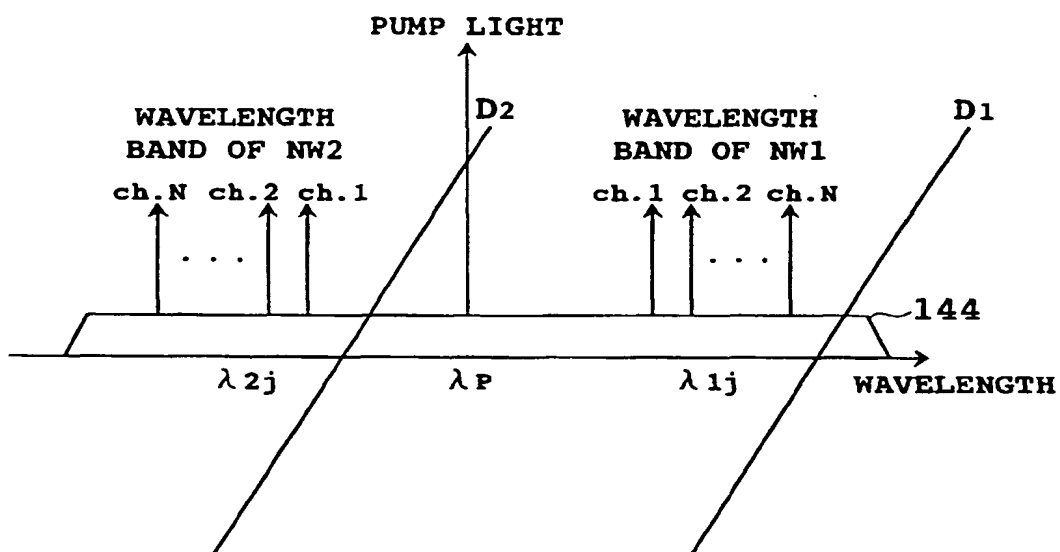 PUMP LIGHT
WAVELENGTH
BAND OF NW2
D2
WAVELENGTH
BAND OF NW1
D1
ch.N ch.2 ch.1
ch.1 ch.2 ch.N
. . .
. . .
144
λ2j
λP
λ1j
WAVELENGTH